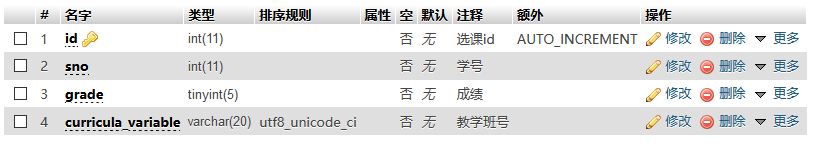 # 名字 类型 排序规则 属性 空 默认 注释 额外 操作
1 id int(11) 否 无 选课id AUTO_INCREMENT 修改 删除 更多
2 sno int(11) 否 无 学号 修改 删除 更多
3 grade tinyint(5) 否 无 成绩 修改 删除 更多
4 curricula_variable varchar(20) utf8_unicode_ci 否 无 教学班号 修改 删除 更多